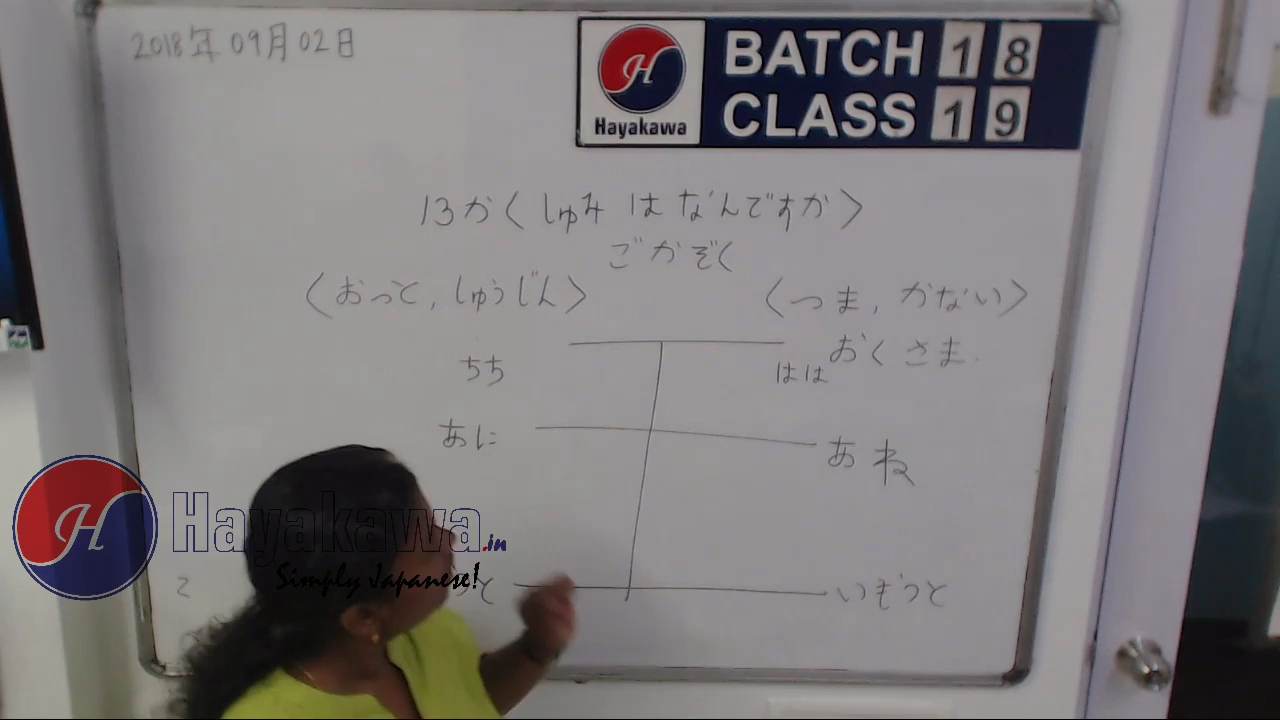 2018年 09月 02日
BATCH 18
CLASS 19
H
Hayakawa
13か〈しゅみ は なんですか〉
ごかぞく
〈おっと, しゅうじん〉 〈つま, かない〉
おくさま
ちち はは
あに あね
H
Hayakawa.in
Simply Japanese!
っと いもうと